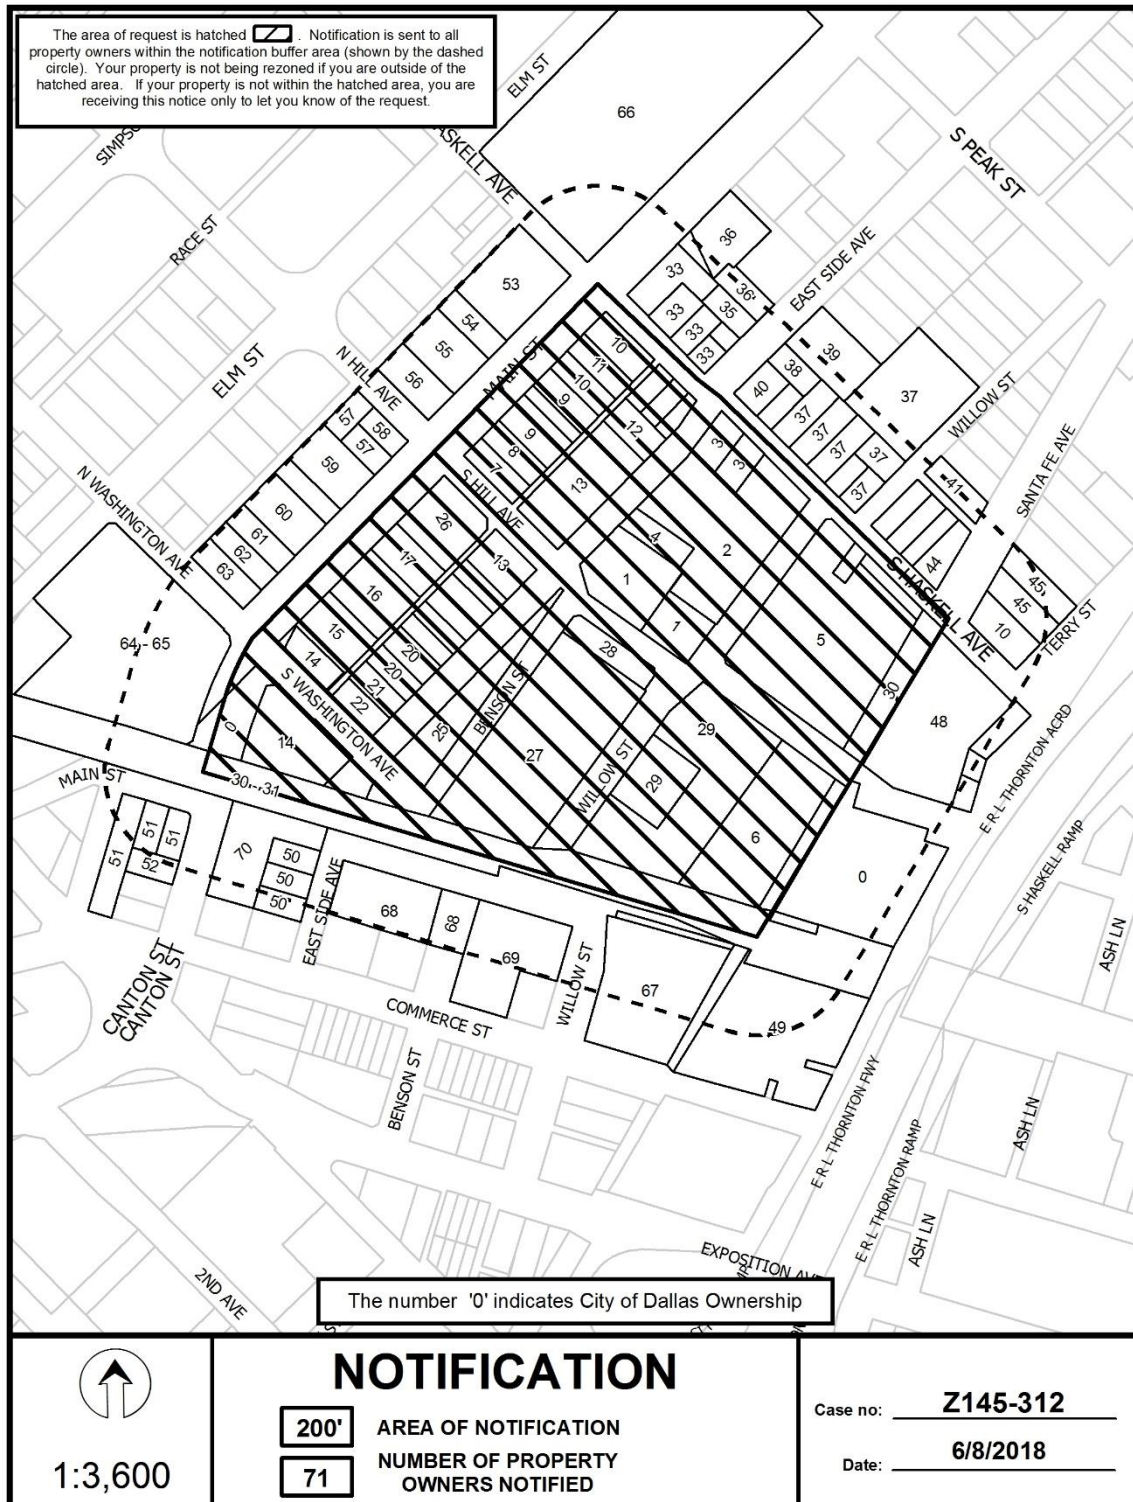 The area of request is hatched . Notification is sent to all
property owners within the notification buffer area (shown by the dashed
circle). Your property is not being rezoned if you are outside of the
hatched area. If your property is not within the hatched area, you are
receiving this notice only to let you know of the request.
ELM ST
66
S PEAK ST
RACE ST
36
EAST SIDE AVE
33
36
53
35
33
33
33
54
39
55
N HILL AVE
MAIN ST
10
11
38
ELM ST
56
10
9
40
37
WILLOW ST
57
58
57
12
37
37
37
37
37
9
8
7
3
3
59
S HILL AVE
13
41
SANTA FE AVE
N WASHINGTON AVE
60
61
62
63
26
4
2
44
S HASKELL AVE
17
13
1
16
1
5
45
45
10
TERRY ST
64 - 65
15
14
20
20
21
22
28
30
S WASHINGTON AVE
BENSON ST
25
48
0
14
27
29
WILLOW ST
29
MAIN ST
30 - 31
E R L THORNTON ACRD
6
51
51
51
52
70
50
50
50
S HASKELL RAMP
0
EAST SIDE AVE
68
68
69
WILLOW ST
67
ASH LN
CANTON ST
CANTON ST
COMMERCE ST
49
BENSON ST
E R L THORNTON FWY
ASH LN
E R L THORNTON RAMP
ASH LN
2ND AVE
The number '0' indicates City of Dallas Ownership
1:3,600
NOTIFICATION
200' AREA OF NOTIFICATION
71 NUMBER OF PROPERTY
OWNERS NOTIFIED
Case no: Z145-312
Date: 6/8/2018